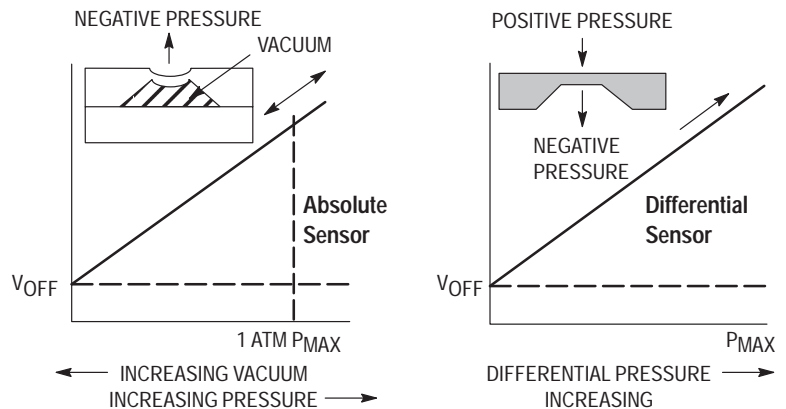 NEGATIVE PRESSURE
VACUUM
Absolute
Sensor
VOFF
1 ATM PMAX
INCREASING VACUUM
INCREASING PRESSURE
POSITIVE PRESSURE
NEGATIVE
PRESSURE
Differential
Sensor
VOFF
PMAX
DIFFERENTIAL PRESSURE
INCREASING